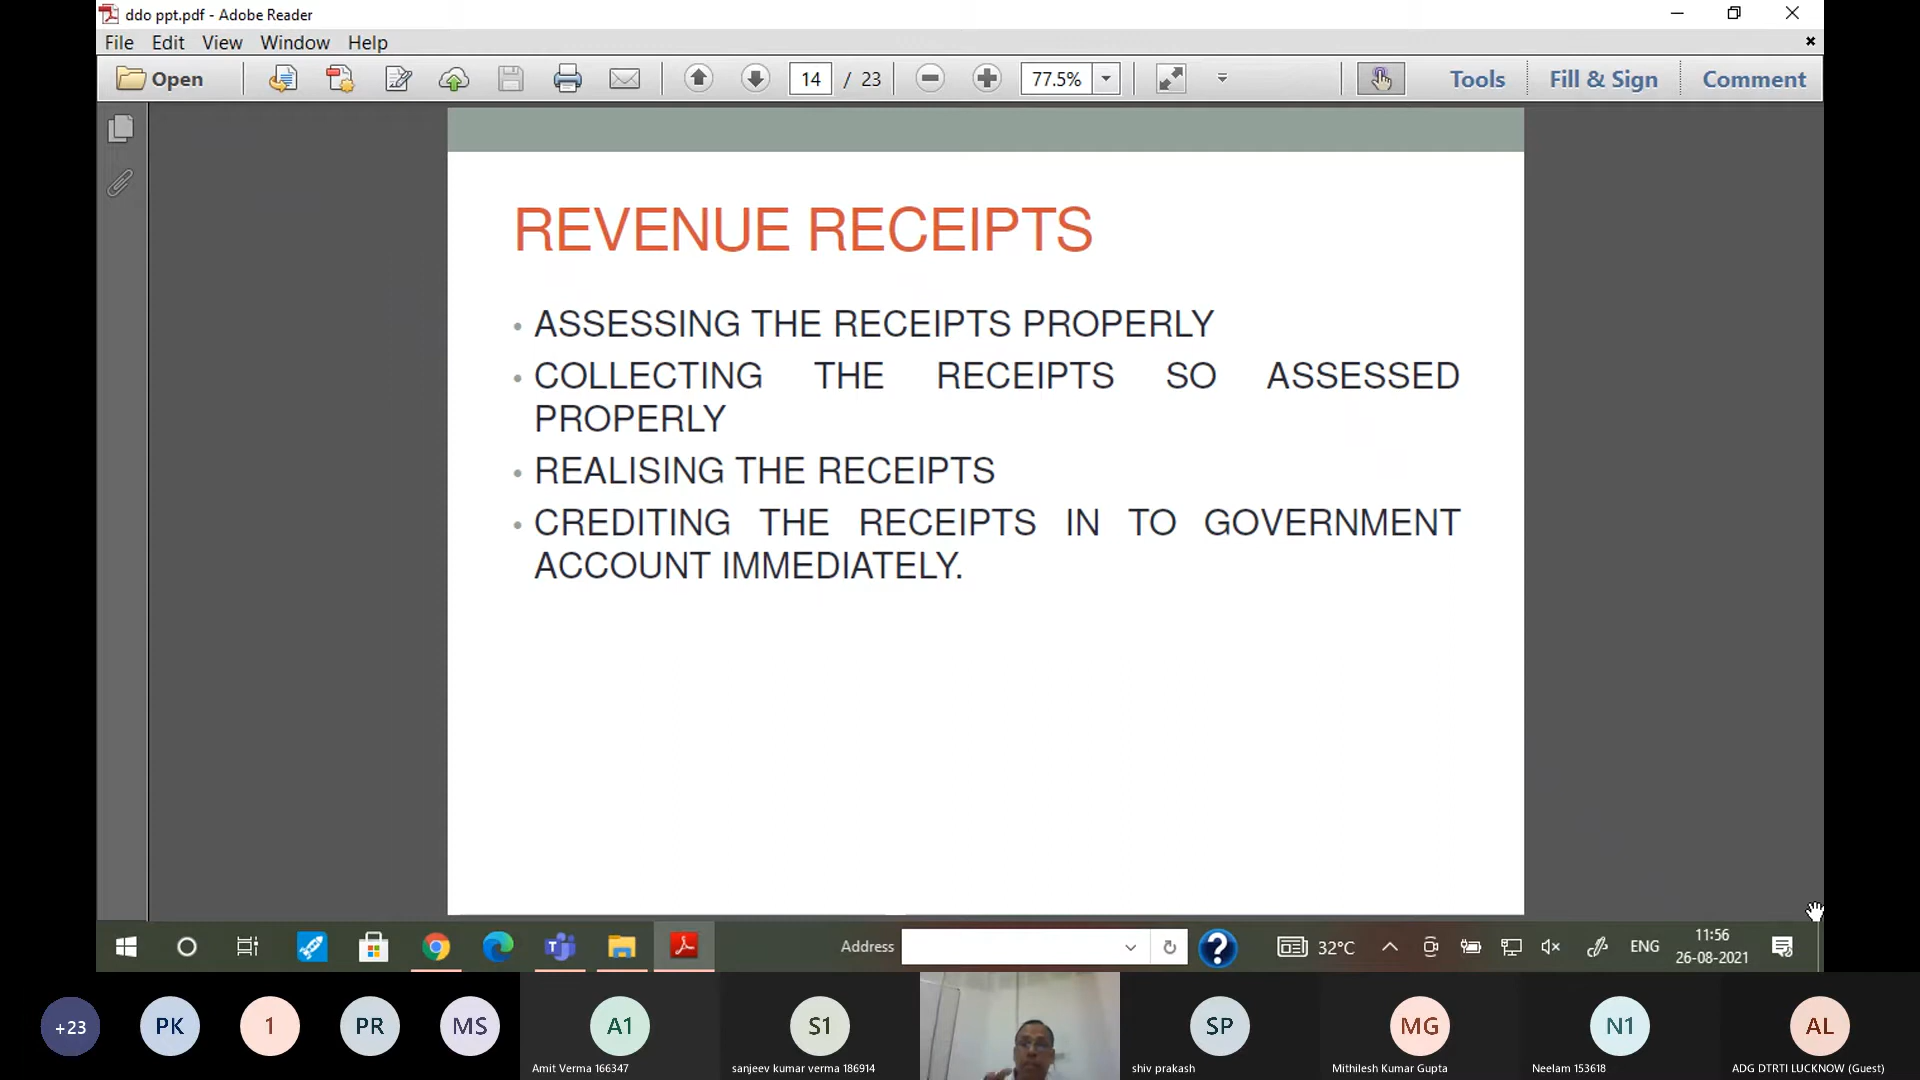 ddo ppt.pdf - Adobe Reader
File Edit View Window Help
Open 14 / 23 77.5% Tools Fill & Sign Comment
REVENUE RECEIPTS
• ASSESSING THE RECEIPTS PROPERLY
• COLLECTING THE RECEIPTS SO ASSESSED
PROPERLY
• REALISING THE RECEIPTS
• CREDITING THE RECEIPTS IN TO GOVERNMENT
ACCOUNT IMMEDIATELY.
Address 32°C ENG 11:56
26-08-2021
+23 PK 1 PR MS A1 S1 SP MG N1 AL
Amit Verma 166347 sanjeev kumar verma 186914 shiv prakash Mithilesh Kumar Gupta Neelam 153618 ADG DTRTI LUCKNOW (Guest)